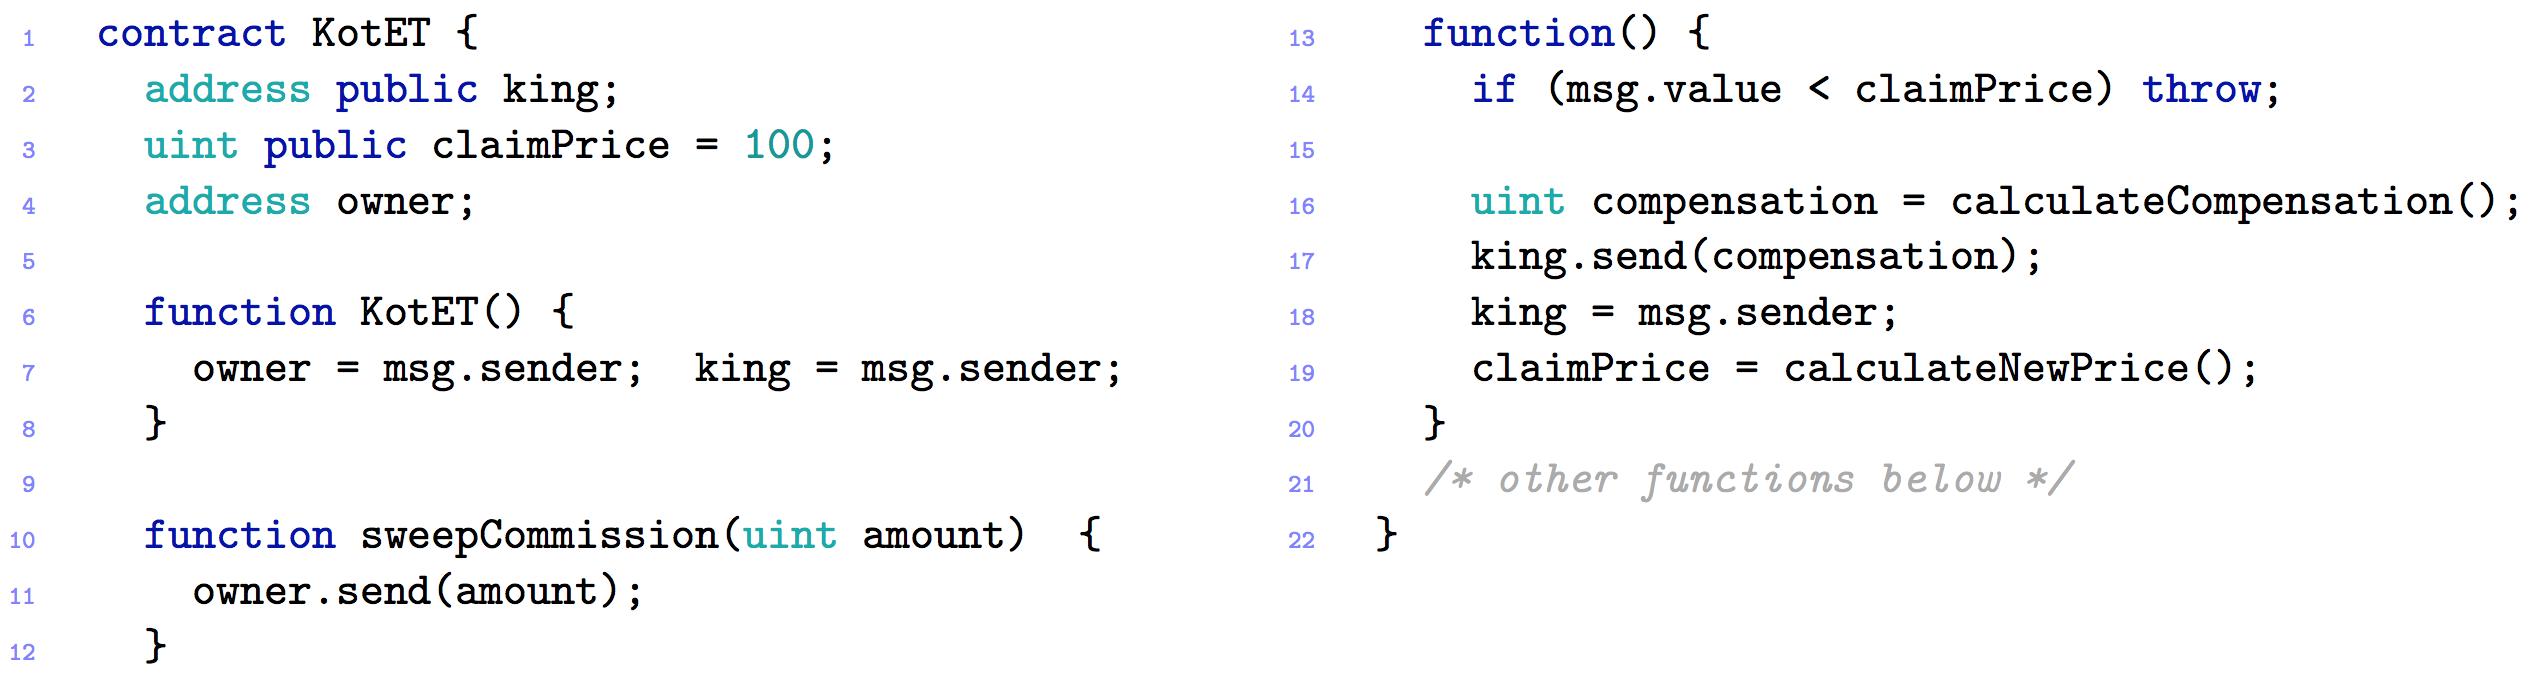 1 contract KotET {
2 address public king;
3 uint public claimPrice = 100;
4 address owner;
5
6 function KotET() {
7 owner = msg.sender; king = msg.sender;
8 }
9
10 function sweepCommission(uint amount) {
11 owner.send(amount);
12 }
13 function() {
14 if (msg.value < claimPrice) throw;
15
16 uint compensation = calculateCompensation();
17 king.send(compensation);
18 king = msg.sender;
19 claimPrice = calculateNewPrice();
20 }
21 /* other functions below */
22 }